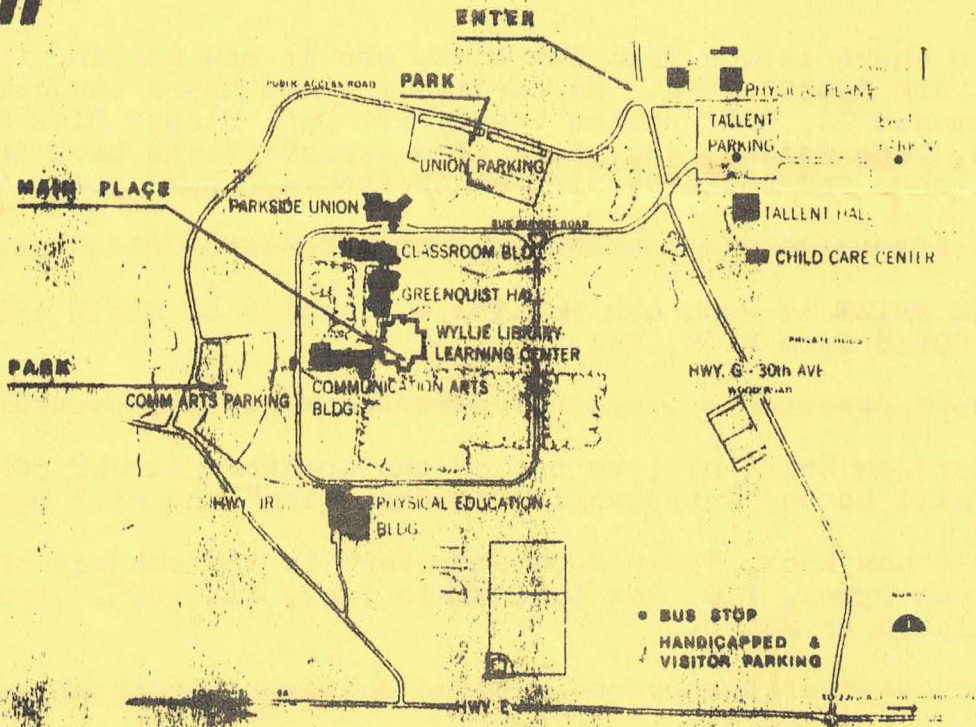 ENTER
PUBLIC ACCESS ROAD
PARK
PHYSICAL PLANT
TALLENT
PARKING
UNION PARKING
MAIN PLACE
PARKSIDE UNION
TALLENT HALL
CLASSROOM BLDG
CHILD CARE CENTER
GREENQUIST HALL
WYLLIE LIBRARY
LEARNING CENTER
PARK
HWY. G - 30th AVE
WOOD ROAD
COMM ARTS PARKING
COMMUNICATION ARTS
BLDG.
HWY JR
PHYSICAL EDUCATION
BLDG
BUS STOP
HANDICAPPED &
VISITOR PARKING
HWY. E